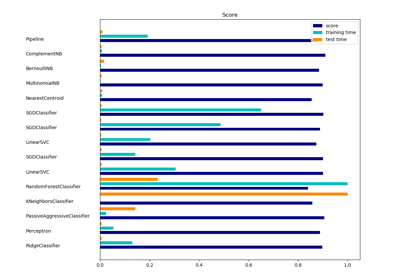 Score
score
training time
test time
Pipeline
ComplementNB
BernoulliNB
MultinomialNB
NearestCentroid
SGDClassifier
SGDClassifier
LinearSVC
SGDClassifier
LinearSVC
RandomForestClassifier
KNeighborsClassifier
PassiveAggressiveClassifier
Perceptron
RidgeClassifier
0.0 0.2 0.4 0.6 0.8 1.0